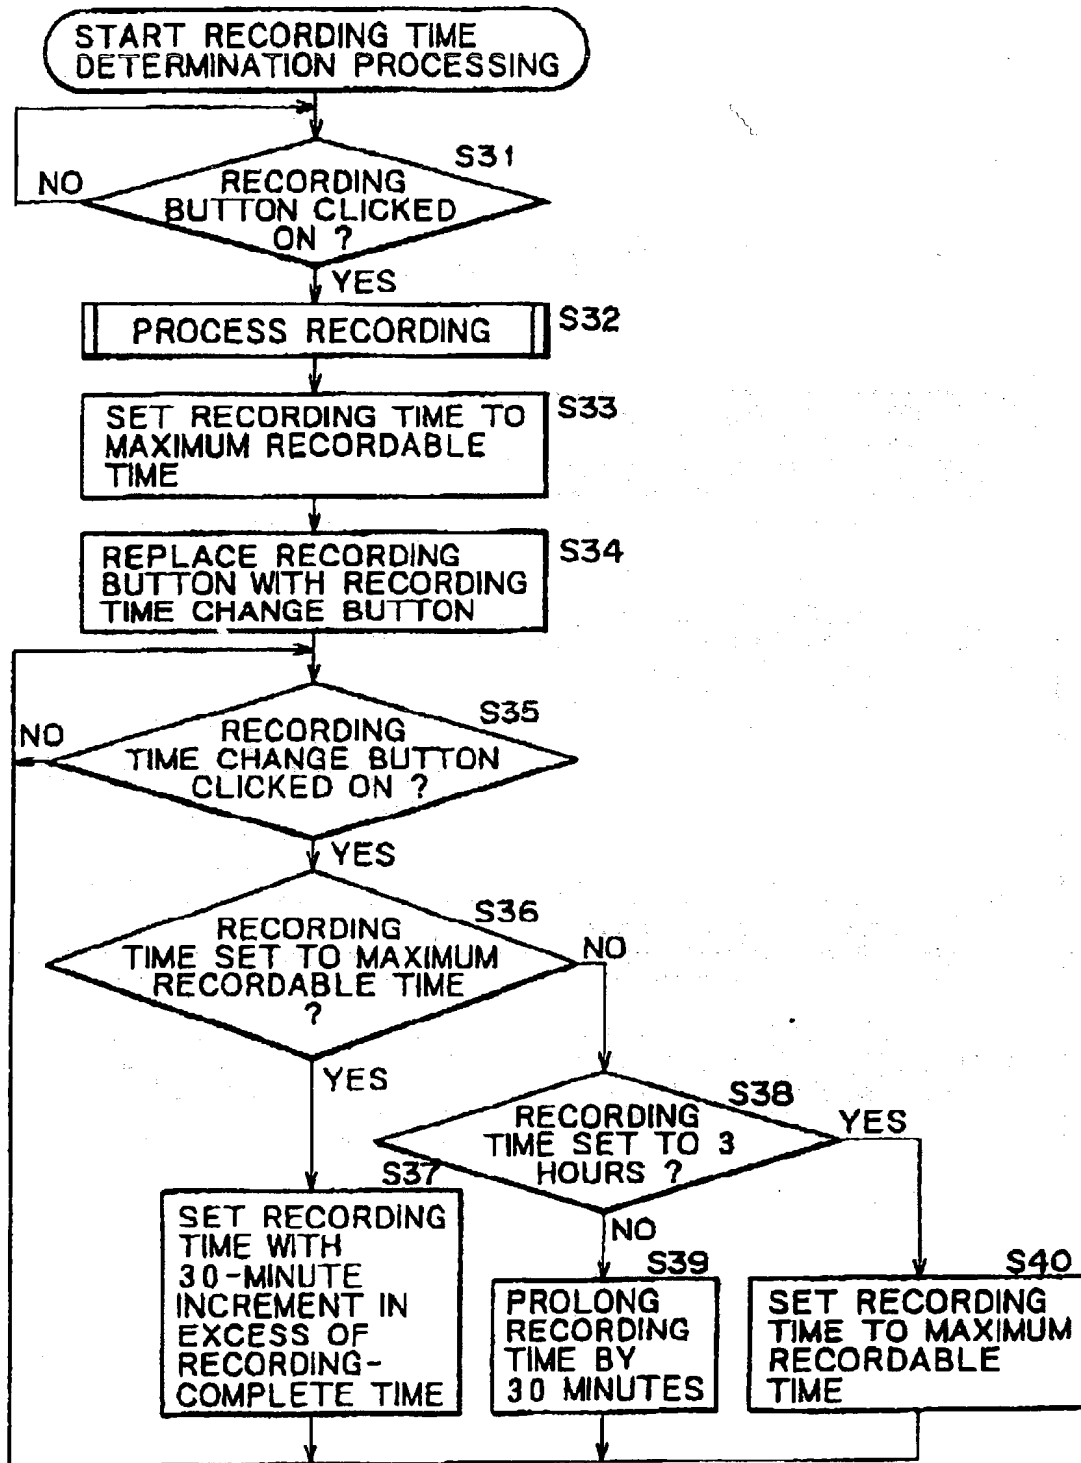 START RECORDING TIME
DETERMINATION PROCESSING
S31
NO
RECORDING
BUTTON CLICKED
ON ?
YES
PROCESS RECORDING
S32
SET RECORDING TIME TO
MAXIMUM RECORDABLE
TIME
S33
REPLACE RECORDING
BUTTON WITH RECORDING
TIME CHANGE BUTTON
S34
S35
NO
RECORDING
TIME CHANGE BUTTON
CLICKED ON ?
YES
S36
RECORDING
TIME SET TO MAXIMUM
RECORDABLE TIME
?
NO
YES
S38
RECORDING
TIME SET TO 3
HOURS ?
YES
NO
S37
SET RECORDING
TIME WITH
30-MINUTE
INCREMENT IN
EXCESS OF
RECORDING-
COMPLETE TIME
S39
PROLONG
RECORDING
TIME BY
30 MINUTES
S40
SET RECORDING
TIME TO MAXIMUM
RECORDABLE
TIME